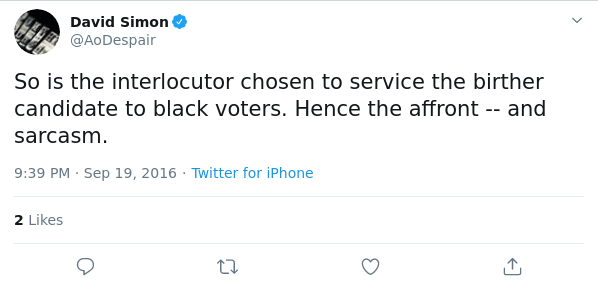 David Simon
@AoDespair
So is the interlocutor chosen to service the birther
candidate to black voters. Hence the affront -- and
sarcasm.
9:39 PM · Sep 19, 2016 · Twitter for iPhone
2 Likes